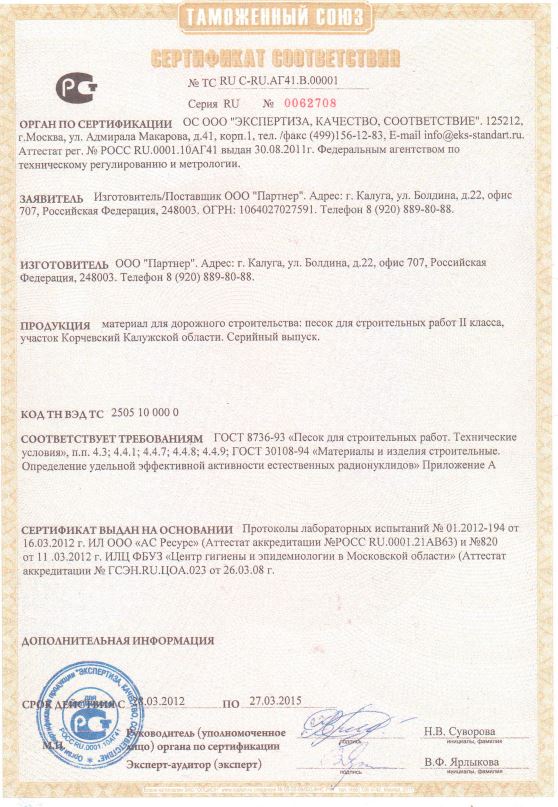 ТАМОЖЕННЫЙ СОЮЗ
СЕРТИФИКАТ СООТВЕТСТВИЯ
№ ТС RU C-RU.АГ41.В.00001
Серия RU № 0062708
ОРГАН ПО СЕРТИФИКАЦИИ ОС ООО "ЭКСПЕРТИЗА, КАЧЕСТВО, СООТВЕТСТВИЕ". 125212,
г.Москва, ул. Адмирала Макарова, д.41, корп.1, тел. /факс (499)156-12-83, E-mail info@eks-standart.ru.
Аттестат рег. № РОСС RU.0001.10АГ41 выдан 30.08.2011г. Федеральным агентством по
техническому регулированию и метрологии.
ЗАЯВИТЕЛЬ Изготовитель/Поставщик ООО "Партнер". Адрес: г. Калуга, ул. Болдина, д.22, офис
707, Российская Федерация, 248003. ОГРН: 1064027027591. Телефон 8 (920) 889-80-88.
ИЗГОТОВИТЕЛЬ ООО "Партнер". Адрес: г. Калуга, ул. Болдина, д.22, офис 707, Российская
Федерация, 248003. Телефон 8 (920) 889-80-88.
ПРОДУКЦИЯ материал для дорожного строительства: песок для строительных работ II класса,
участок Корчевский Калужской области. Серийный выпуск.
КОД ТН ВЭД ТС 2505 10 000 0
СООТВЕТСТВУЕТ ТРЕБОВАНИЯМ ГОСТ 8736-93 «Песок для строительных работ. Технические
условия», п.п. 4.3; 4.4.1; 4.4.7; 4.4.8; 4.4.9; ГОСТ 30108-94 «Материалы и изделия строительные.
Определение удельной эффективной активности естественных радионуклидов» Приложение А
СЕРТИФИКАТ ВЫДАН НА ОСНОВАНИИ Протоколы лабораторных испытаний № 01.2012-194 от
16.03.2012 г. ИЛ ООО «АС Ресурс» (Аттестат аккредитации №РОСС RU.0001.21АВ63) и №820
от 11 .03.2012 г. ИЛЦ ФБУЗ «Центр гигиены и эпидемиологии в Московской области» (Аттестат
аккредитации № ГСЭН.RU.ЦОА.023 от 26.03.08 г.
ДОПОЛНИТЕЛЬНАЯ ИНФОРМАЦИЯ
СРОК ДЕЙСТВИЯ С 28.03.2012 ПО 27.03.2015
Руководитель (уполномоченное Н.В. Суворова
подпись инициалы, фамилия
М.П. лицо) органа по сертификации
Эксперт-аудитор (эксперт) В.Ф. Ярлыкова
подпись инициалы, фамилия
Орган по сертификации продукции "ЭКСПЕРТИЗА, КАЧЕСТВО, СООТВЕТСТВИЕ"
РОСС RU.0001.10АГ41